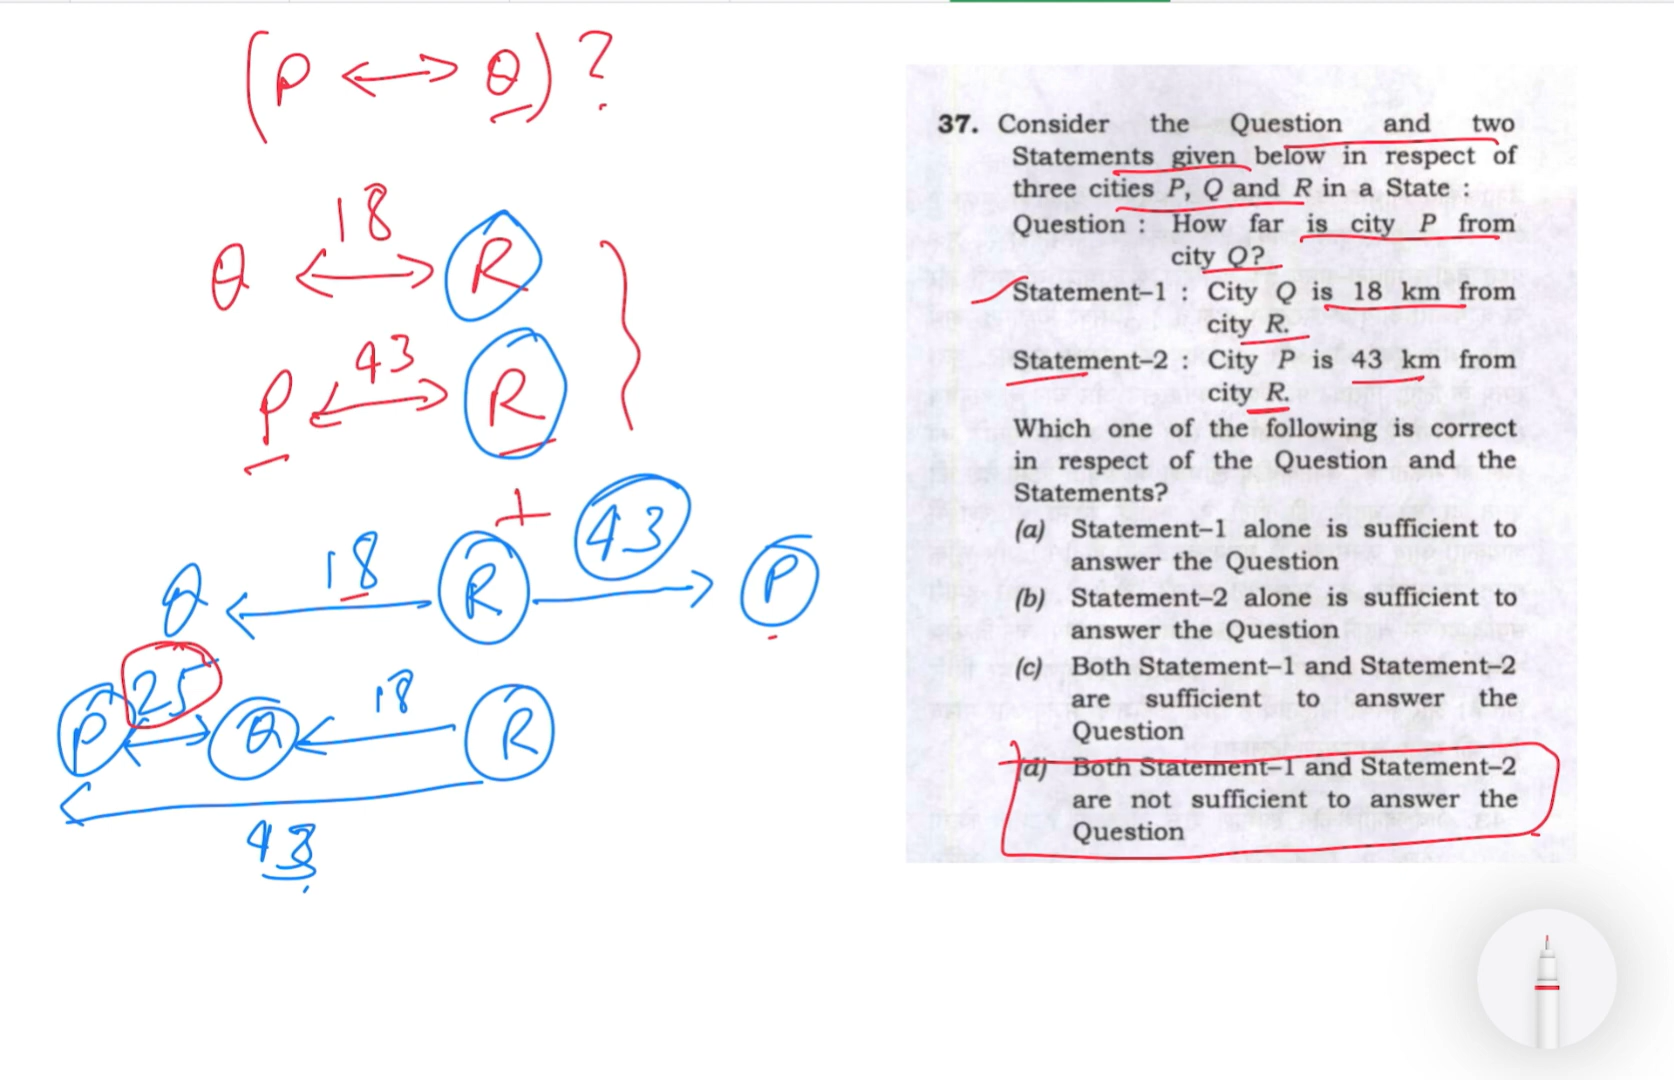 (P ↔ Q) ?
Q ↔ R
18
P ↔ R
43
Q ← R → P
18 + 43
P ↔ Q ← R
25 18
43
37. Consider the Question and two
Statements given below in respect of
three cities P, Q and R in a State :
Question : How far is city P from
city Q?
Statement–1 : City Q is 18 km from
city R.
Statement–2 : City P is 43 km from
city R.
Which one of the following is correct
in respect of the Question and the
Statements?
(a) Statement–1 alone is sufficient to
answer the Question
(b) Statement–2 alone is sufficient to
answer the Question
(c) Both Statement–1 and Statement–2
are sufficient to answer the
Question
(d) Both Statement–1 and Statement–2
are not sufficient to answer the
Question